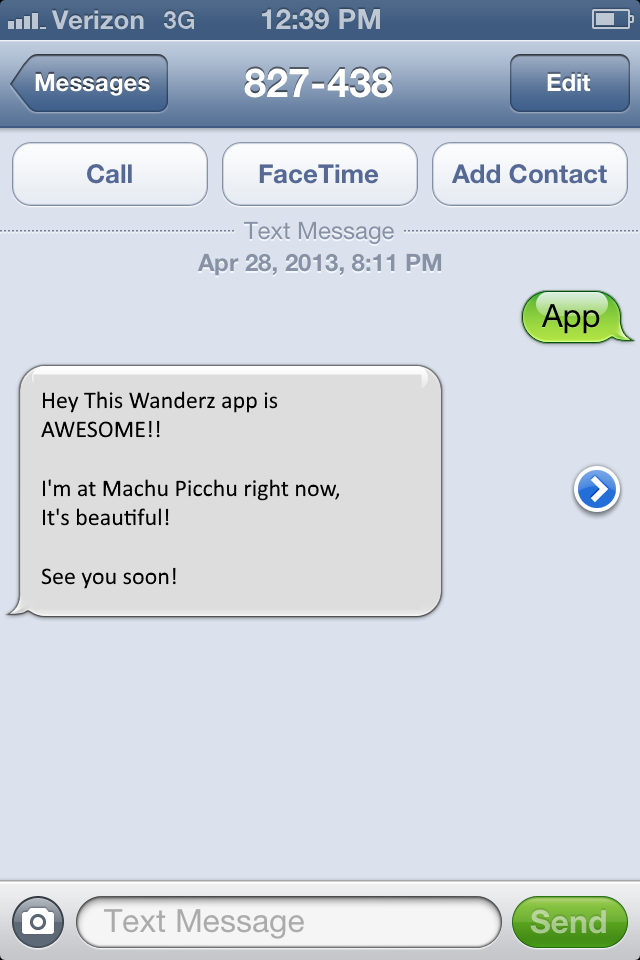 Verizon 3G 12:39 PM
Messages 827-438 Edit
Call FaceTime Add Contact
Text Message
Apr 28, 2013, 8:11 PM
App
Hey This Wanderz app is
AWESOME!!
I'm at Machu Picchu right now,
It's beautiful!
See you soon!
Text Message Send